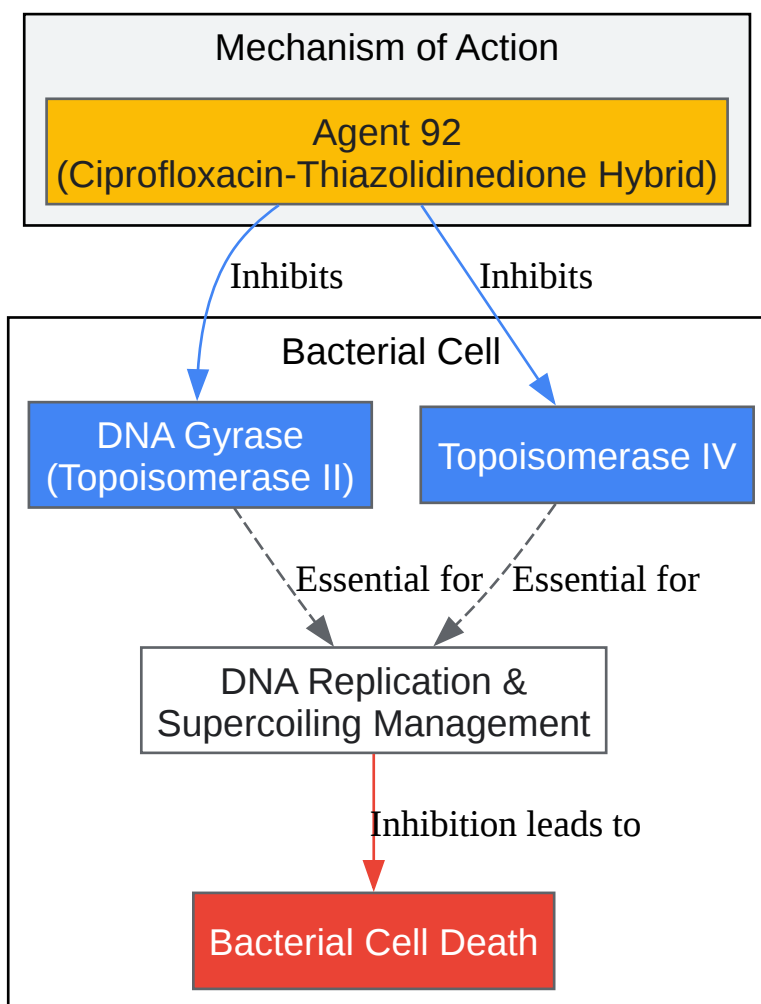 Mechanism of Action
Agent 92
(Ciprofloxacin-Thiazolidinedione Hybrid)
Inhibits
Inhibits
Bacterial Cell
DNA Gyrase
(Topoisomerase II)
Topoisomerase IV
Essential for
Essential for
DNA Replication &
Supercoiling Management
Inhibition leads to
Bacterial Cell Death